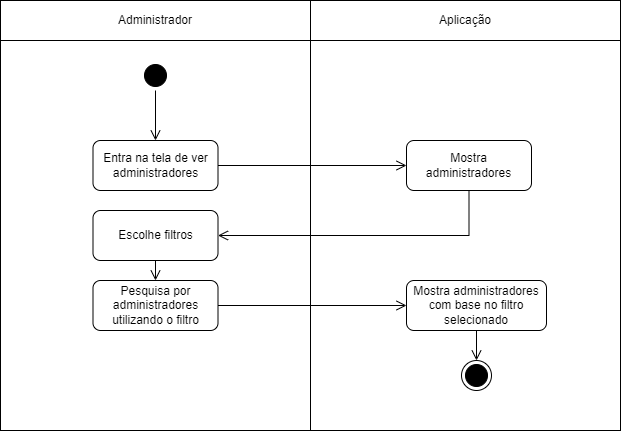 Administrador
Aplicação
Entra na tela de ver
administradores
Mostra
administradores
Escolhe filtros
Pesquisa por
administradores
utilizando o filtro
Mostra administradores
com base no filtro
selecionado